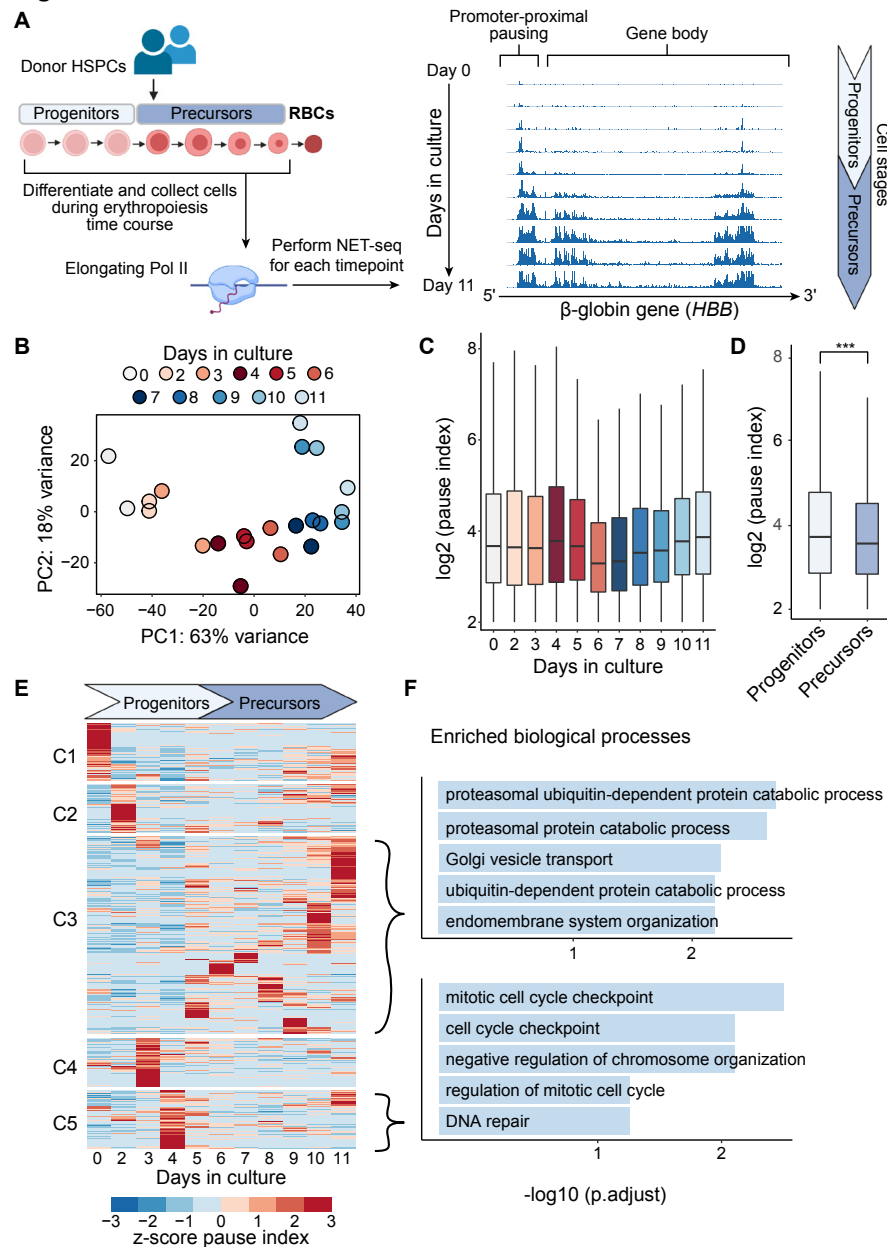 A
Donor HSPCs
Progenitors
Precursors
RBCs
Differentiate and collect cells
during erythropoiesis
time course
Elongating Pol II
Perform NET-seq
for each timepoint
Promoter-proximal
pausing
Gene body
Day 0
Days in culture
Day 11
5'
3'
β-globin gene (HBB)
Progenitors
Precursors
Cell stages
B
Days in culture
0 2 3 4 5 6
7 8 9 10 11
PC2: 18% variance
20
0
−20
−60 −40 −20 0 20 40
PC1: 63% variance
C
log2 (pause index)
8
6
4
2
0 2 3 4 5 6 7 8 9 10 11
Days in culture
D
***
log2 (pause index)
8
6
4
2
Progenitors
Precursors
E
Progenitors
Precursors
C1
C2
C3
C4
C5
0 2 3 4 5 6 7 8 9 10 11
Days in culture
−3 −2 −1 0 1 2 3
z-score pause index
F
Enriched biological processes
proteasomal ubiquitin-dependent protein catabolic process
proteasomal protein catabolic process
Golgi vesicle transport
ubiquitin-dependent protein catabolic process
endomembrane system organization
1 2
mitotic cell cycle checkpoint
cell cycle checkpoint
negative regulation of chromosome organization
regulation of mitotic cell cycle
DNA repair
1 2
-log10 (p.adjust)